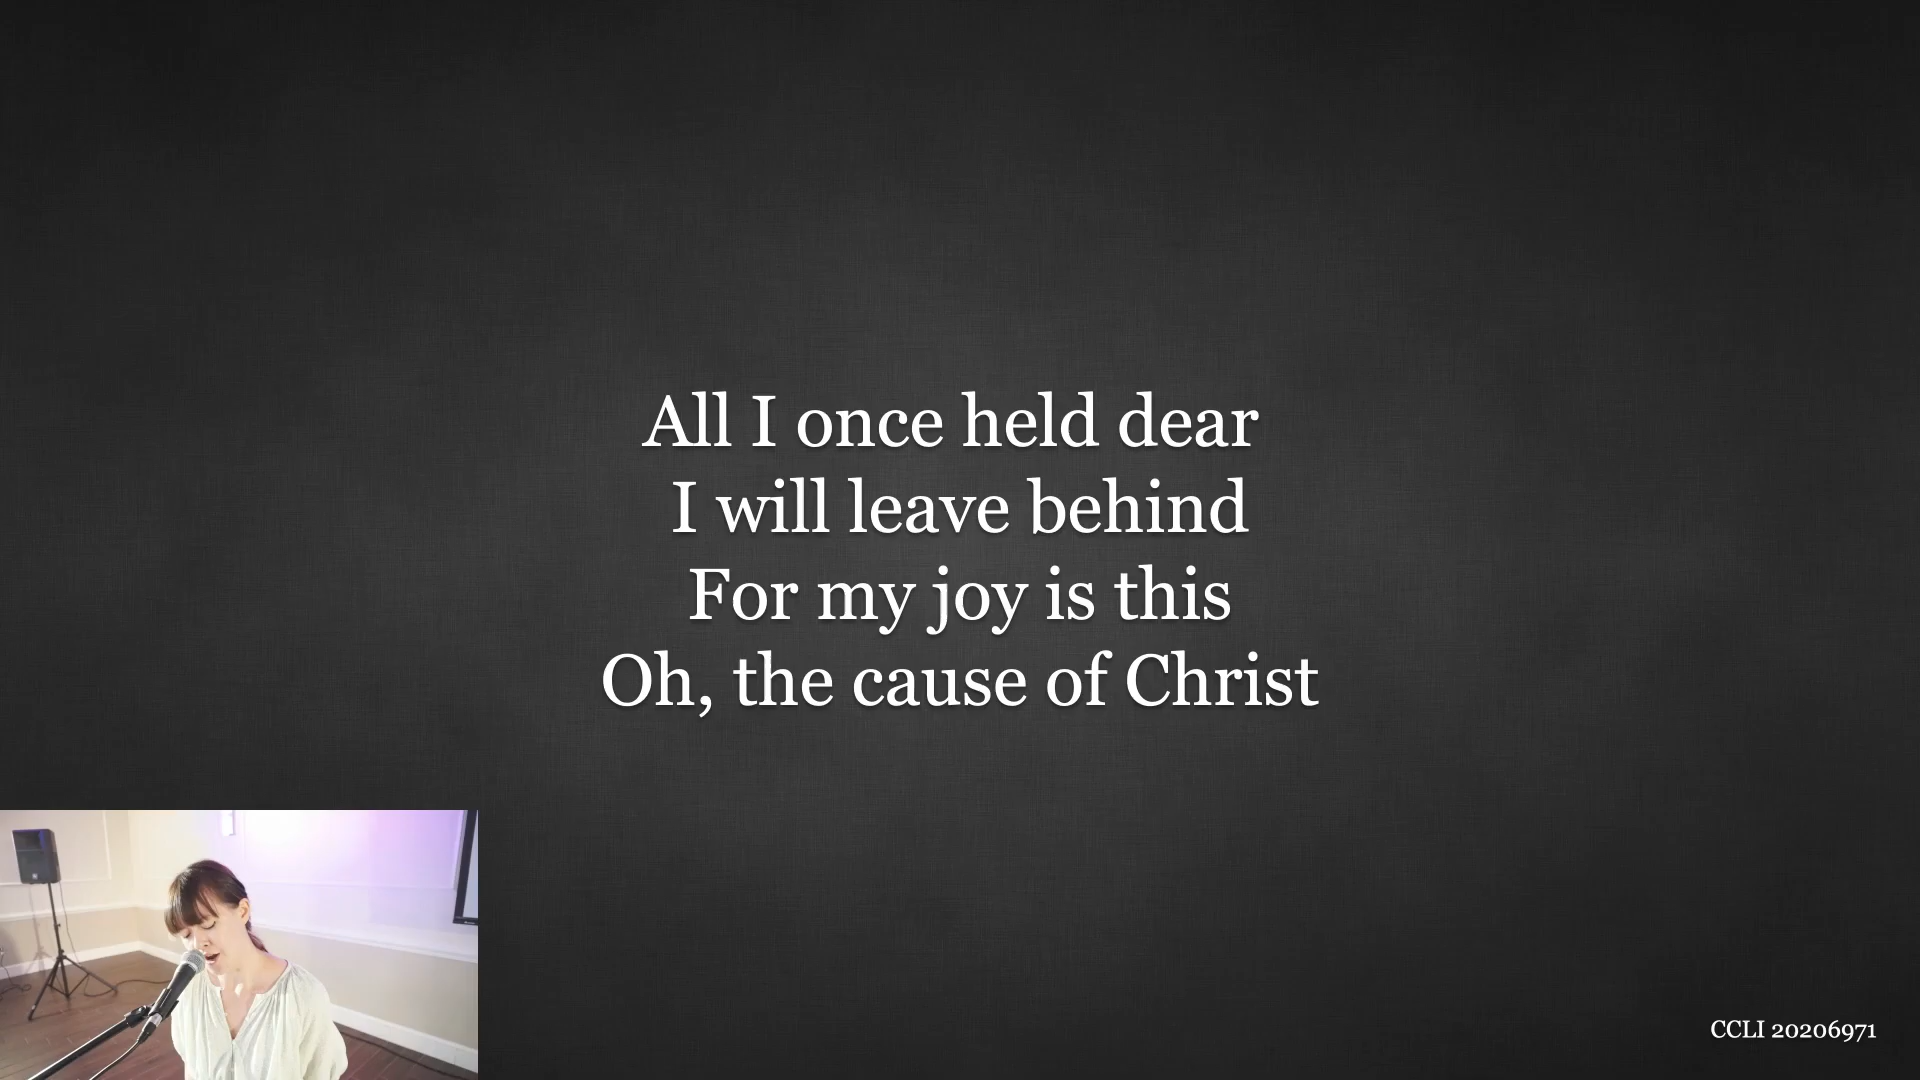 All I once held dear
I will leave behind
For my joy is this
Oh, the cause of Christ
CCLI 20206971